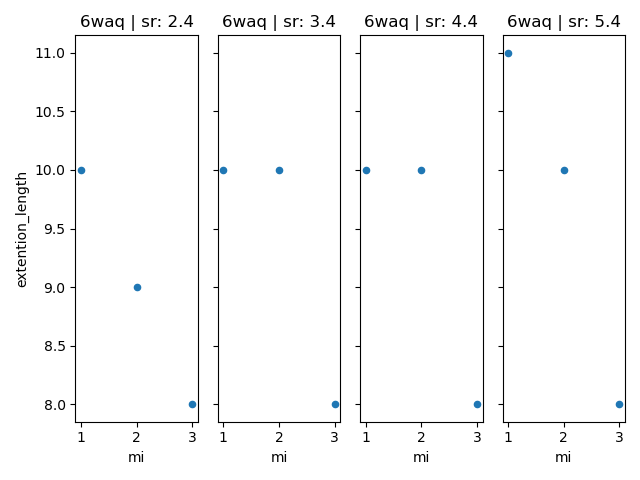 6waq | sr: 2.4
6waq | sr: 3.4
6waq | sr: 4.4
6waq | sr: 5.4
extention_length
11.0
10.5
10.0
9.5
9.0
8.5
8.0
1 2 3
1 2 3
1 2 3
1 2 3
mi
mi
mi
mi